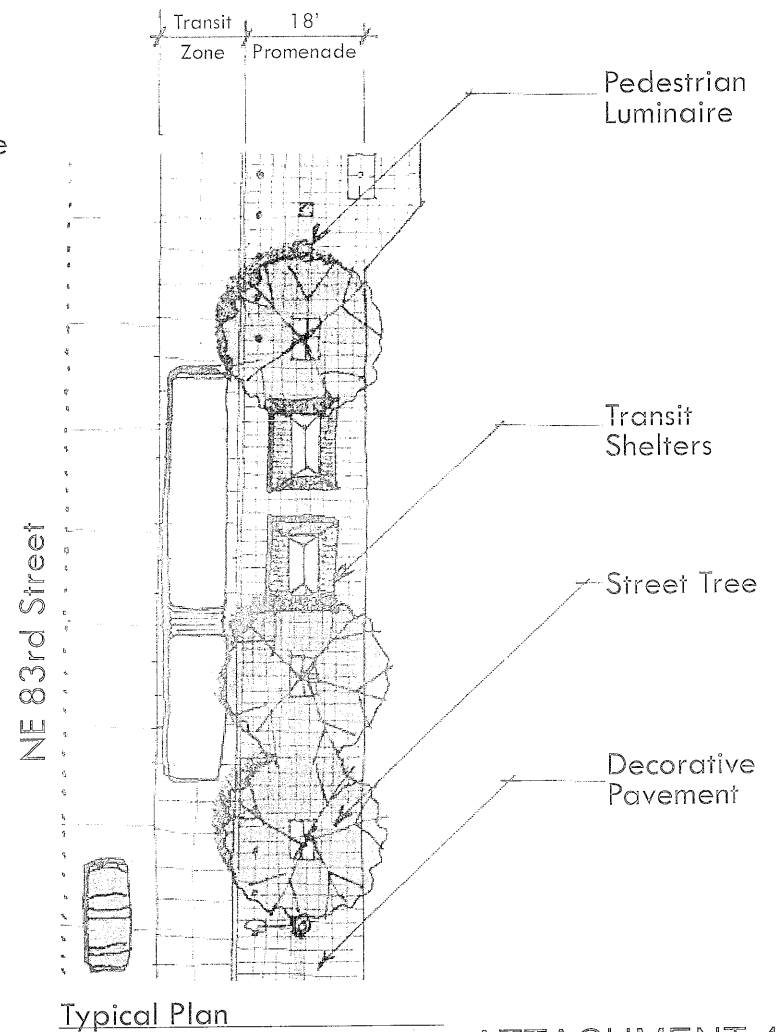 Transit 18'
Zone Promenade
Pedestrian
Luminaire
Transit
Shelters
NE 83rd Street
Street Tree
Decorative
Pavement
Typical Plan